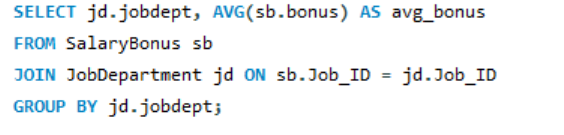 SELECT jd.jobdept, AVG(sb.bonus) AS avg_bonus
FROM SalaryBonus sb
JOIN JobDepartment jd ON sb.Job_ID = jd.Job_ID
GROUP BY jd.jobdept;